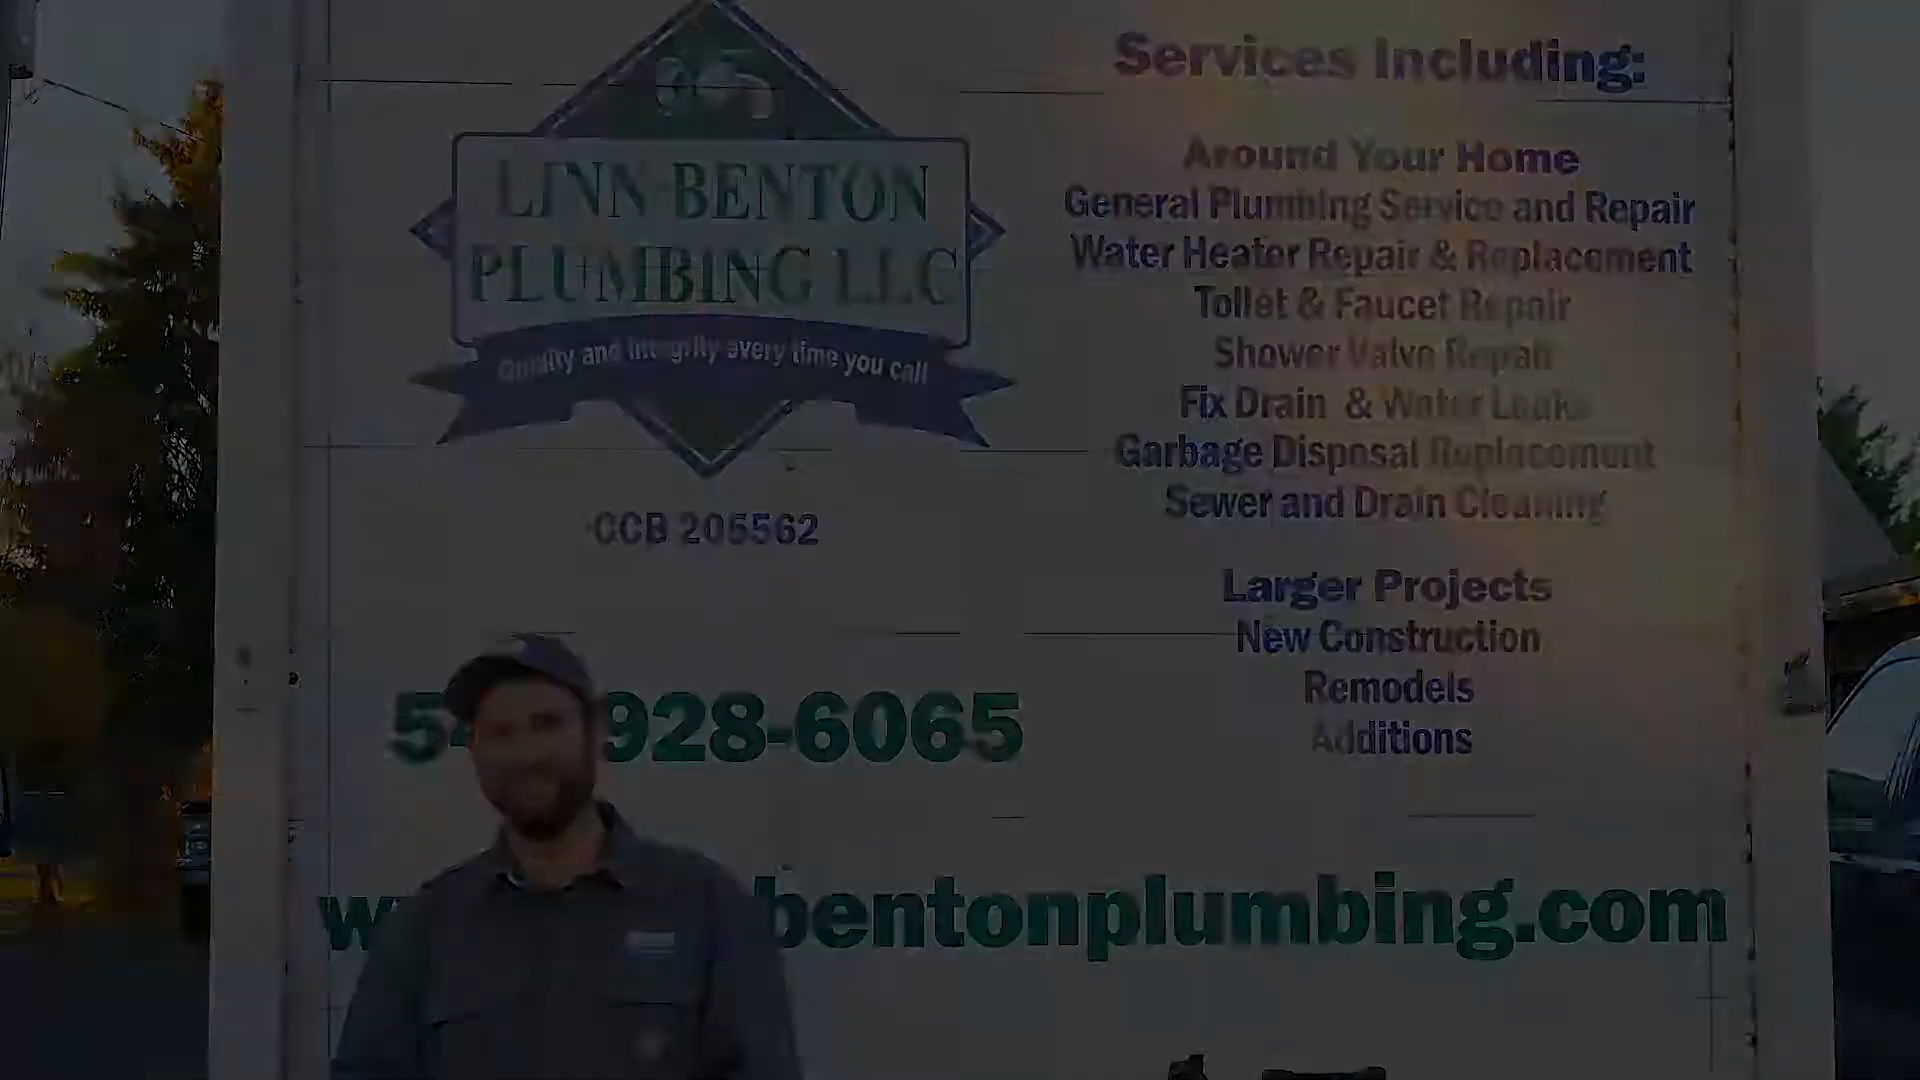 LINN-BENTON
PLUMBING LLC
Quality and integrity every time you call
CCB 205562
928-6065
bentonplumbing.com
Services Including:
Around Your Home
General Plumbing Service and Repair
Water Heater Repair & Replacement
Toilet & Faucet Repair
Shower Valve Repair
Fix Drain & Water Leaks
Garbage Disposal Replacement
Sewer and Drain Cleaning
Larger Projects
New Construction
Remodels
Additions